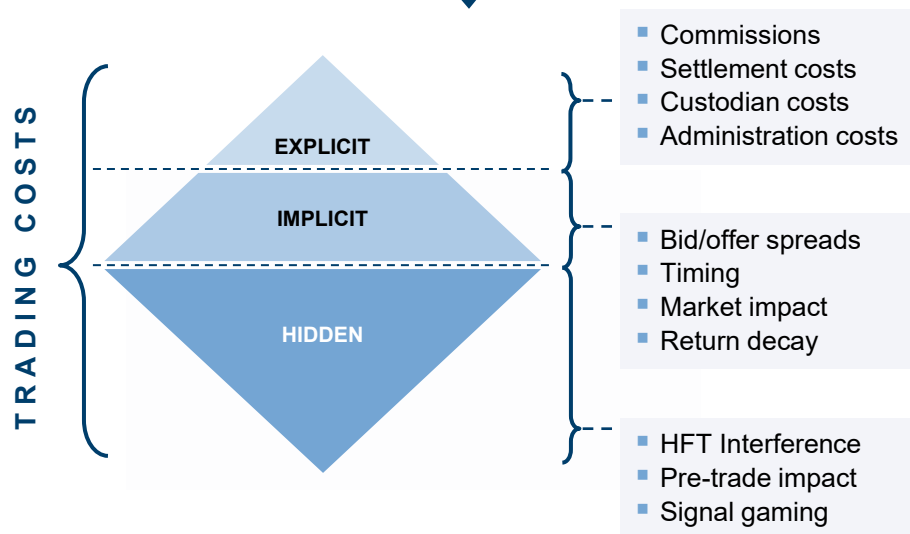 TRADING COSTS
EXPLICIT
IMPLICIT
HIDDEN
Commissions
Settlement costs
Custodian costs
Administration costs
Bid/offer spreads
Timing
Market impact
Return decay
HFT Interference
Pre-trade impact
Signal gaming